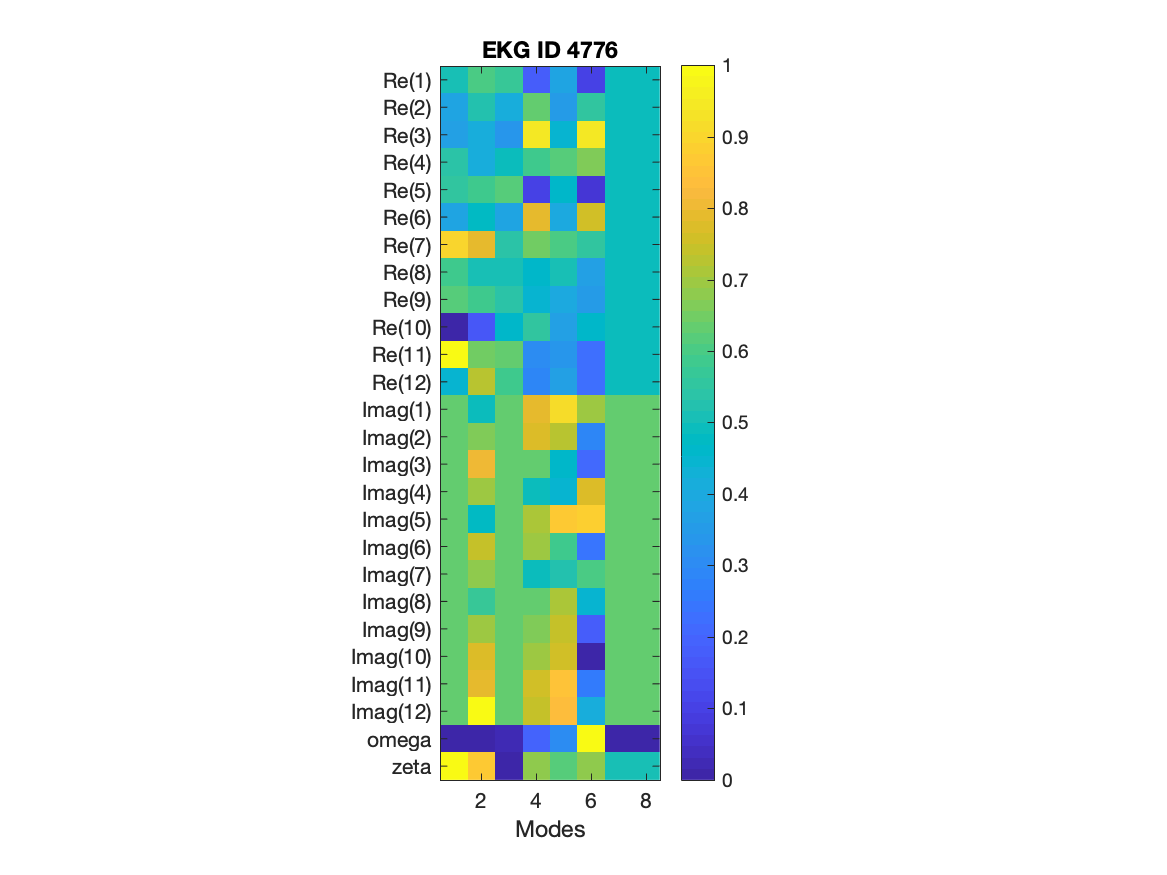 EKG ID 4776
Re(1)
Re(2)
Re(3)
Re(4)
Re(5)
Re(6)
Re(7)
Re(8)
Re(9)
Re(10)
Re(11)
Re(12)
Imag(1)
Imag(2)
Imag(3)
Imag(4)
Imag(5)
Imag(6)
Imag(7)
Imag(8)
Imag(9)
Imag(10)
Imag(11)
Imag(12)
omega
zeta
2 4 6 8
Modes
1
0.9
0.8
0.7
0.6
0.5
0.4
0.3
0.2
0.1
0